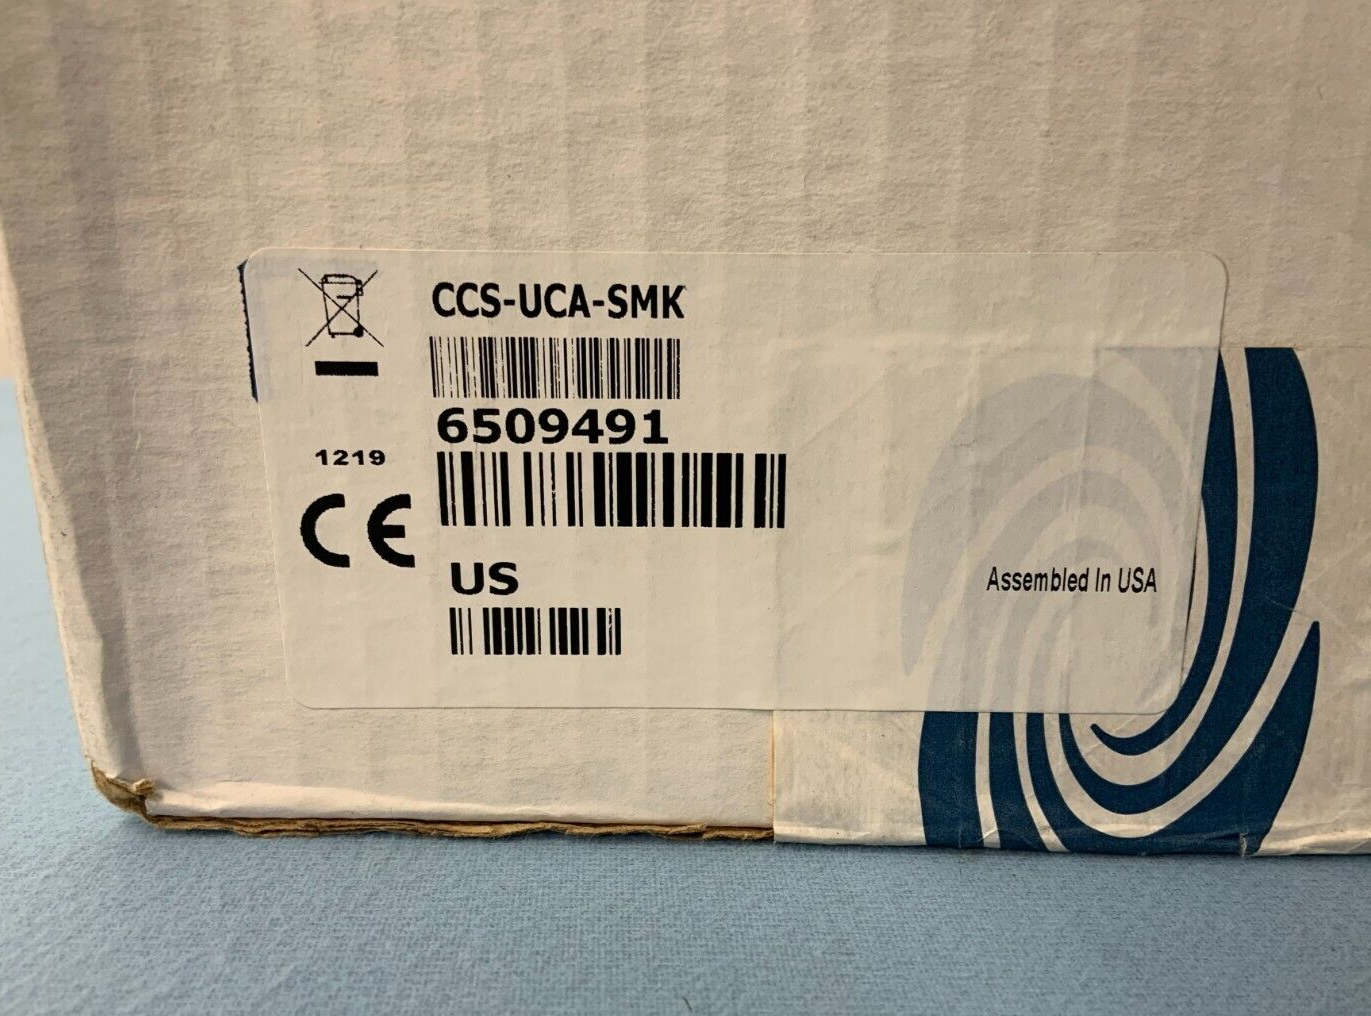 CCS-UCA-SMK
6509491
1219
CE
US
Assembled In USA